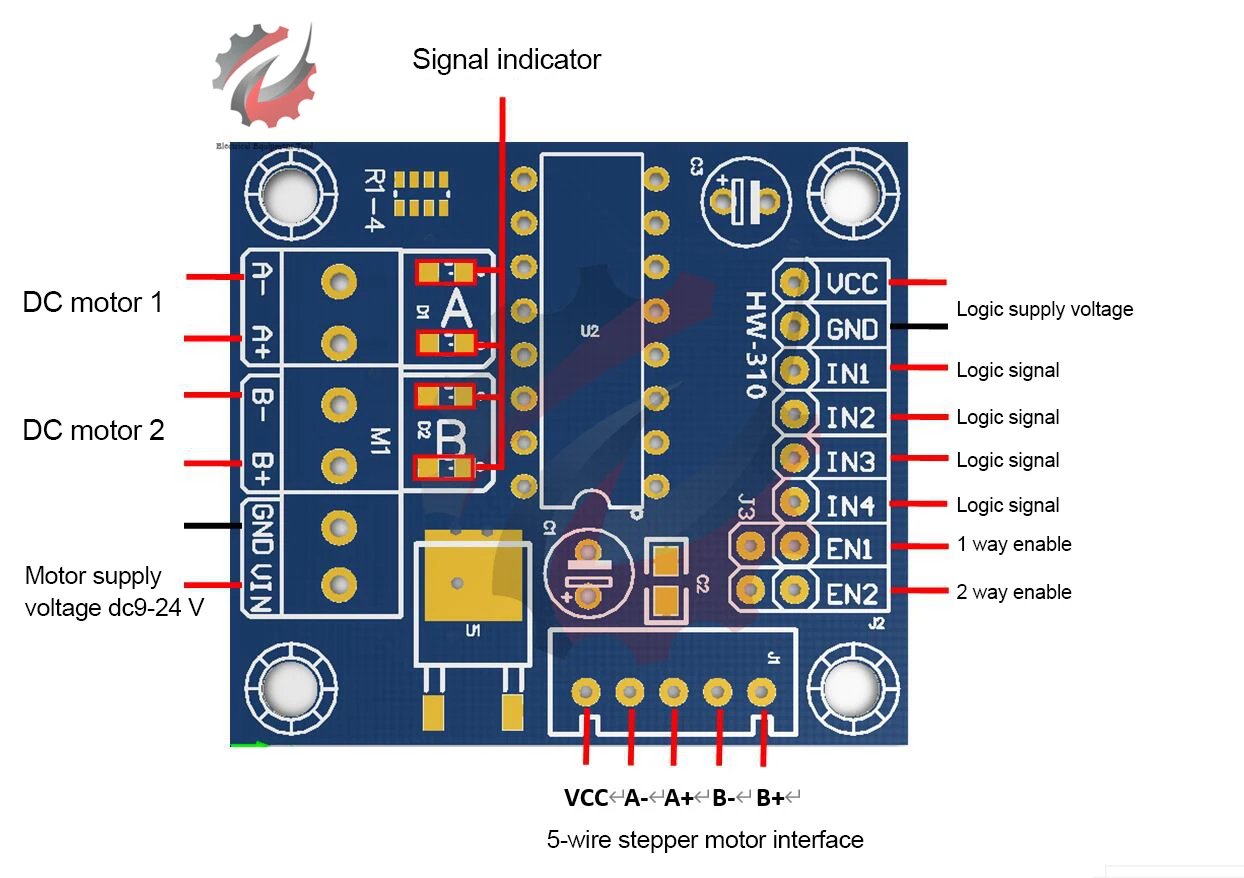 Electrical Equipment Tool
Signal indicator
R1-4
C3
A-
A+
DC motor 1
D1
A
B-
B+
DC motor 2
M1
D2
B
GND
VIN
Motor supply
voltage dc9-24 V
U2
HW-310
VCC
GND
Logic supply voltage
IN1
Logic signal
IN2
Logic signal
IN3
Logic signal
IN4
Logic signal
J3
EN1
1 way enable
EN2
2 way enable
J2
C1
+
C2
+
U1
J1
VCC↵A-↵A+↵B-↵B+↵
5-wire stepper motor interface